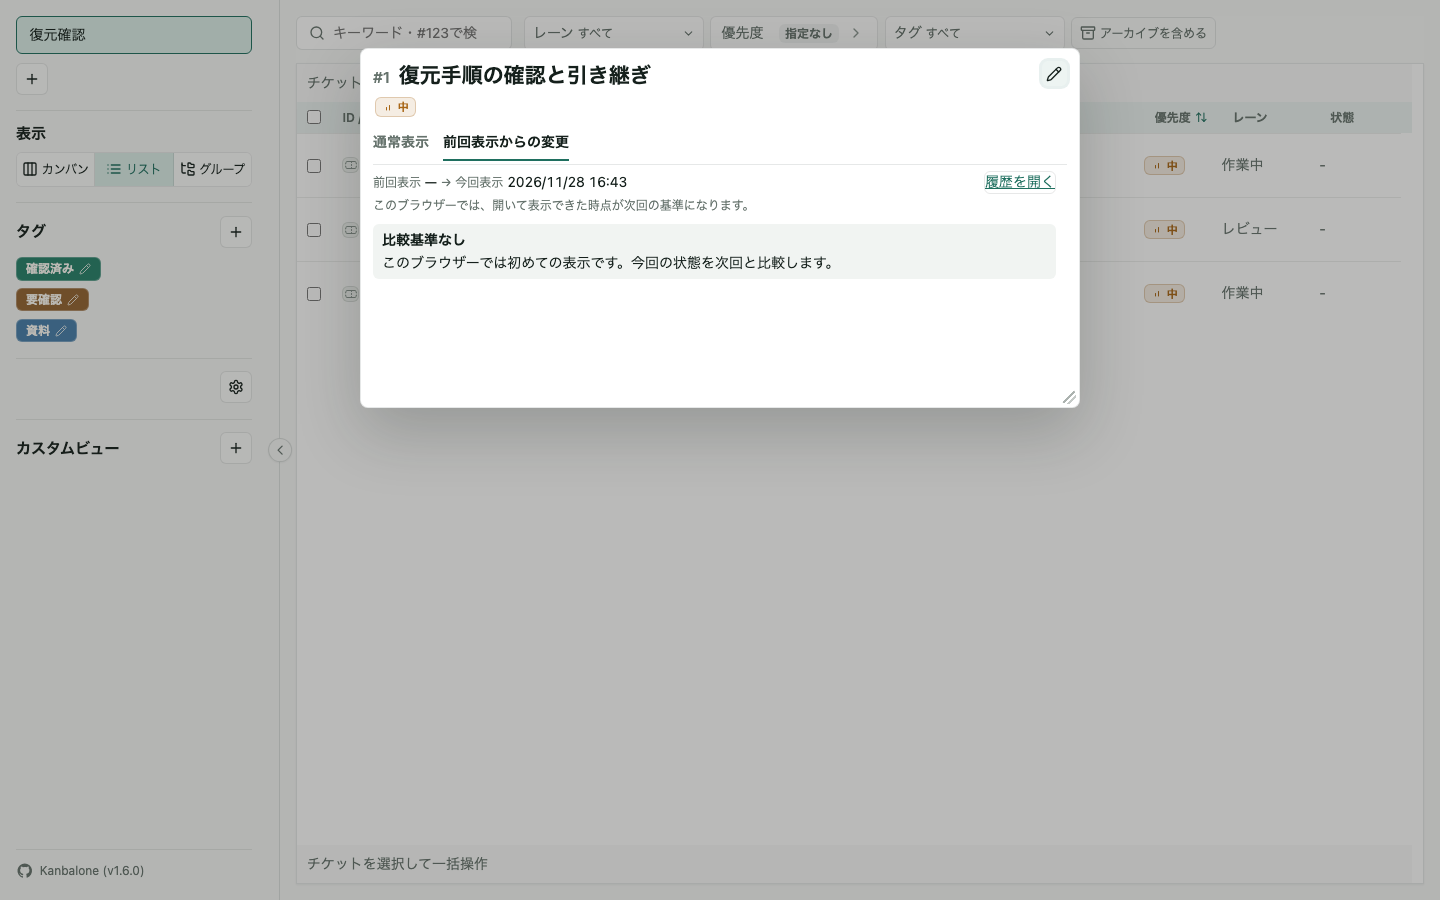 復元確認
表示
カンバン
リスト
グループ
タグ
確認済み
要確認
資料
カスタムビュー
Kanbalone (v1.6.0)
キーワード・#123で検
レーン すべて
優先度 指定なし
タグ すべて
アーカイブを含める
チケット
ID /
優先度
レーン
状態
中 作業中 -
中 レビュー -
中 作業中 -
#1 復元手順の確認と引き継ぎ
中
通常表示 前回表示からの変更
前回表示 — → 今回表示 2026/11/28 16:43
履歴を開く
このブラウザーでは、開いて表示できた時点が次回の基準になります。
比較基準なし
このブラウザーでは初めての表示です。今回の状態を次回と比較します。
チケットを選択して一括操作